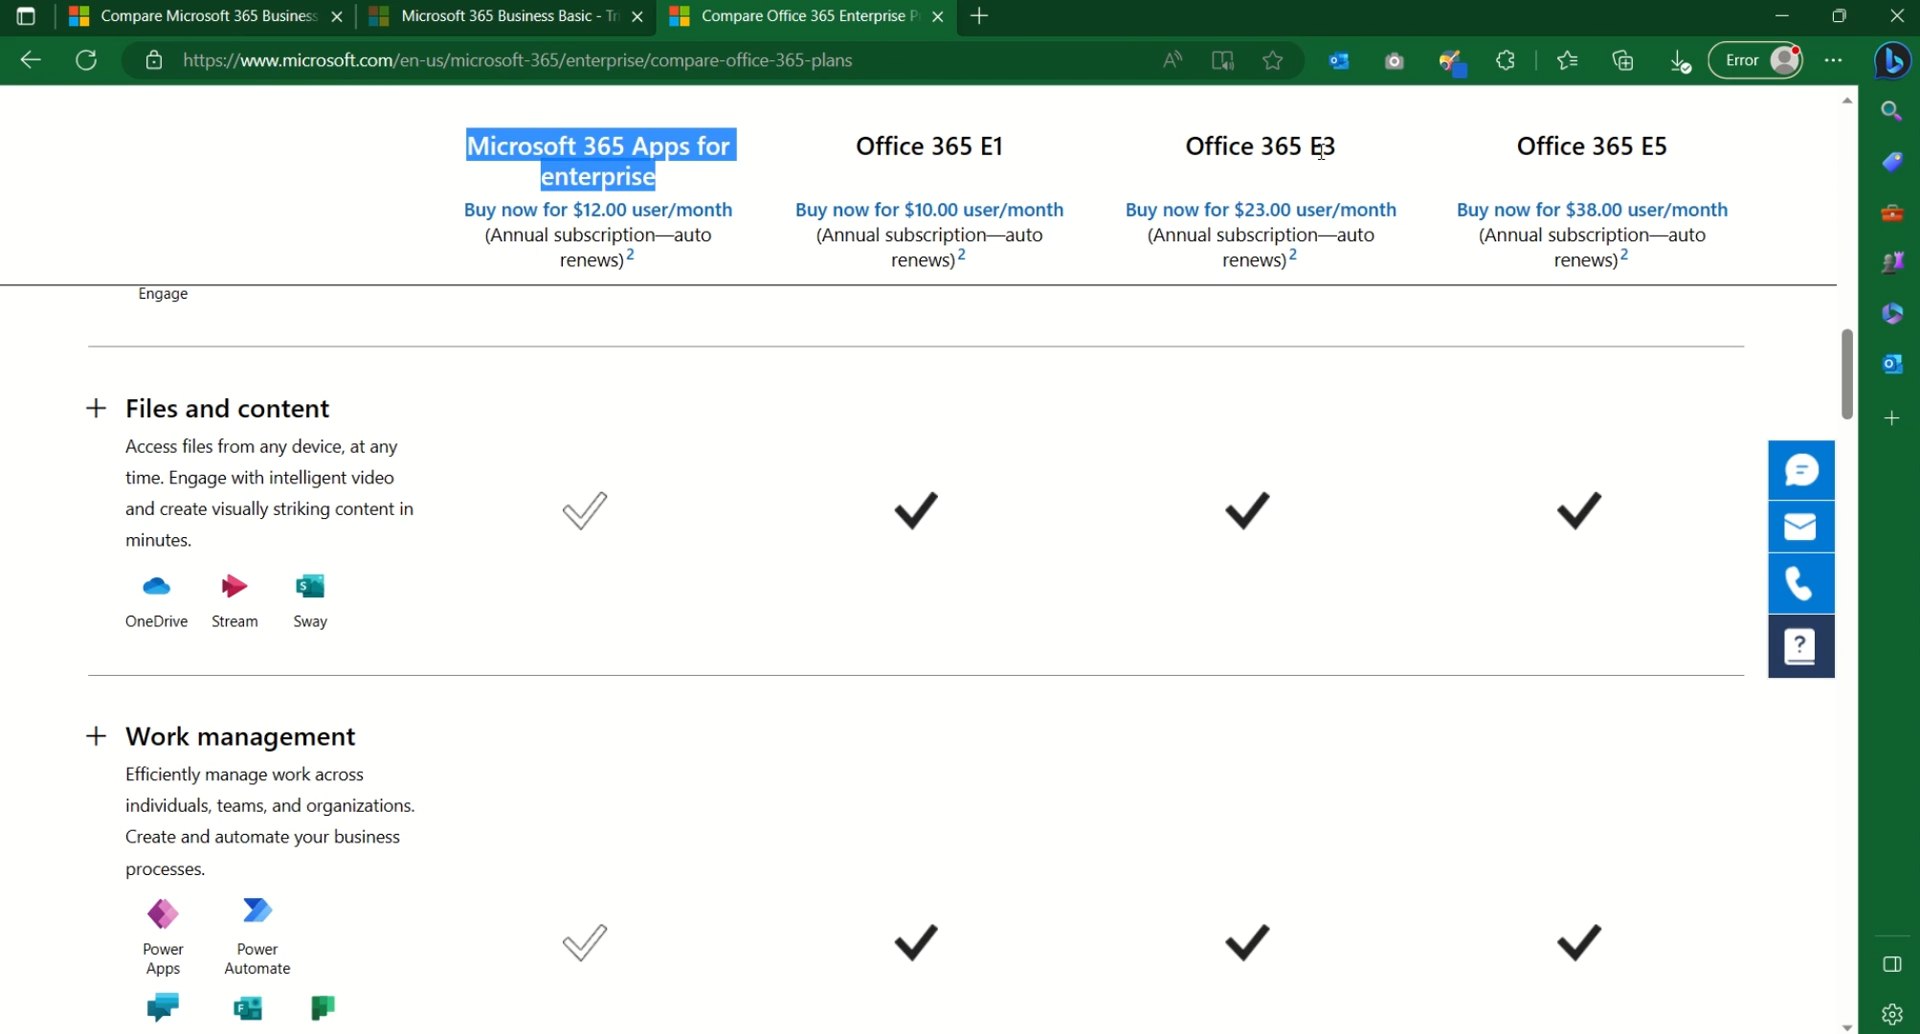 Compare Microsoft 365 Business
Microsoft 365 Business Basic - Tr
Compare Office 365 Enterprise P
https://www.microsoft.com/en-us/microsoft-365/enterprise/compare-office-365-plans
Error
Microsoft 365 Apps for
enterprise
Office 365 E1
Office 365 E3
Office 365 E5
Buy now for $12.00 user/month
(Annual subscription—auto
renews)2
Buy now for $10.00 user/month
(Annual subscription—auto
renews)2
Buy now for $23.00 user/month
(Annual subscription—auto
renews)2
Buy now for $38.00 user/month
(Annual subscription—auto
renews)2
Engage
Files and content
Access files from any device, at any
time. Engage with intelligent video
and create visually striking content in
minutes.
OneDrive
Stream
Sway
Work management
Efficiently manage work across
individuals, teams, and organizations.
Create and automate your business
processes.
Power
Apps
Power
Automate